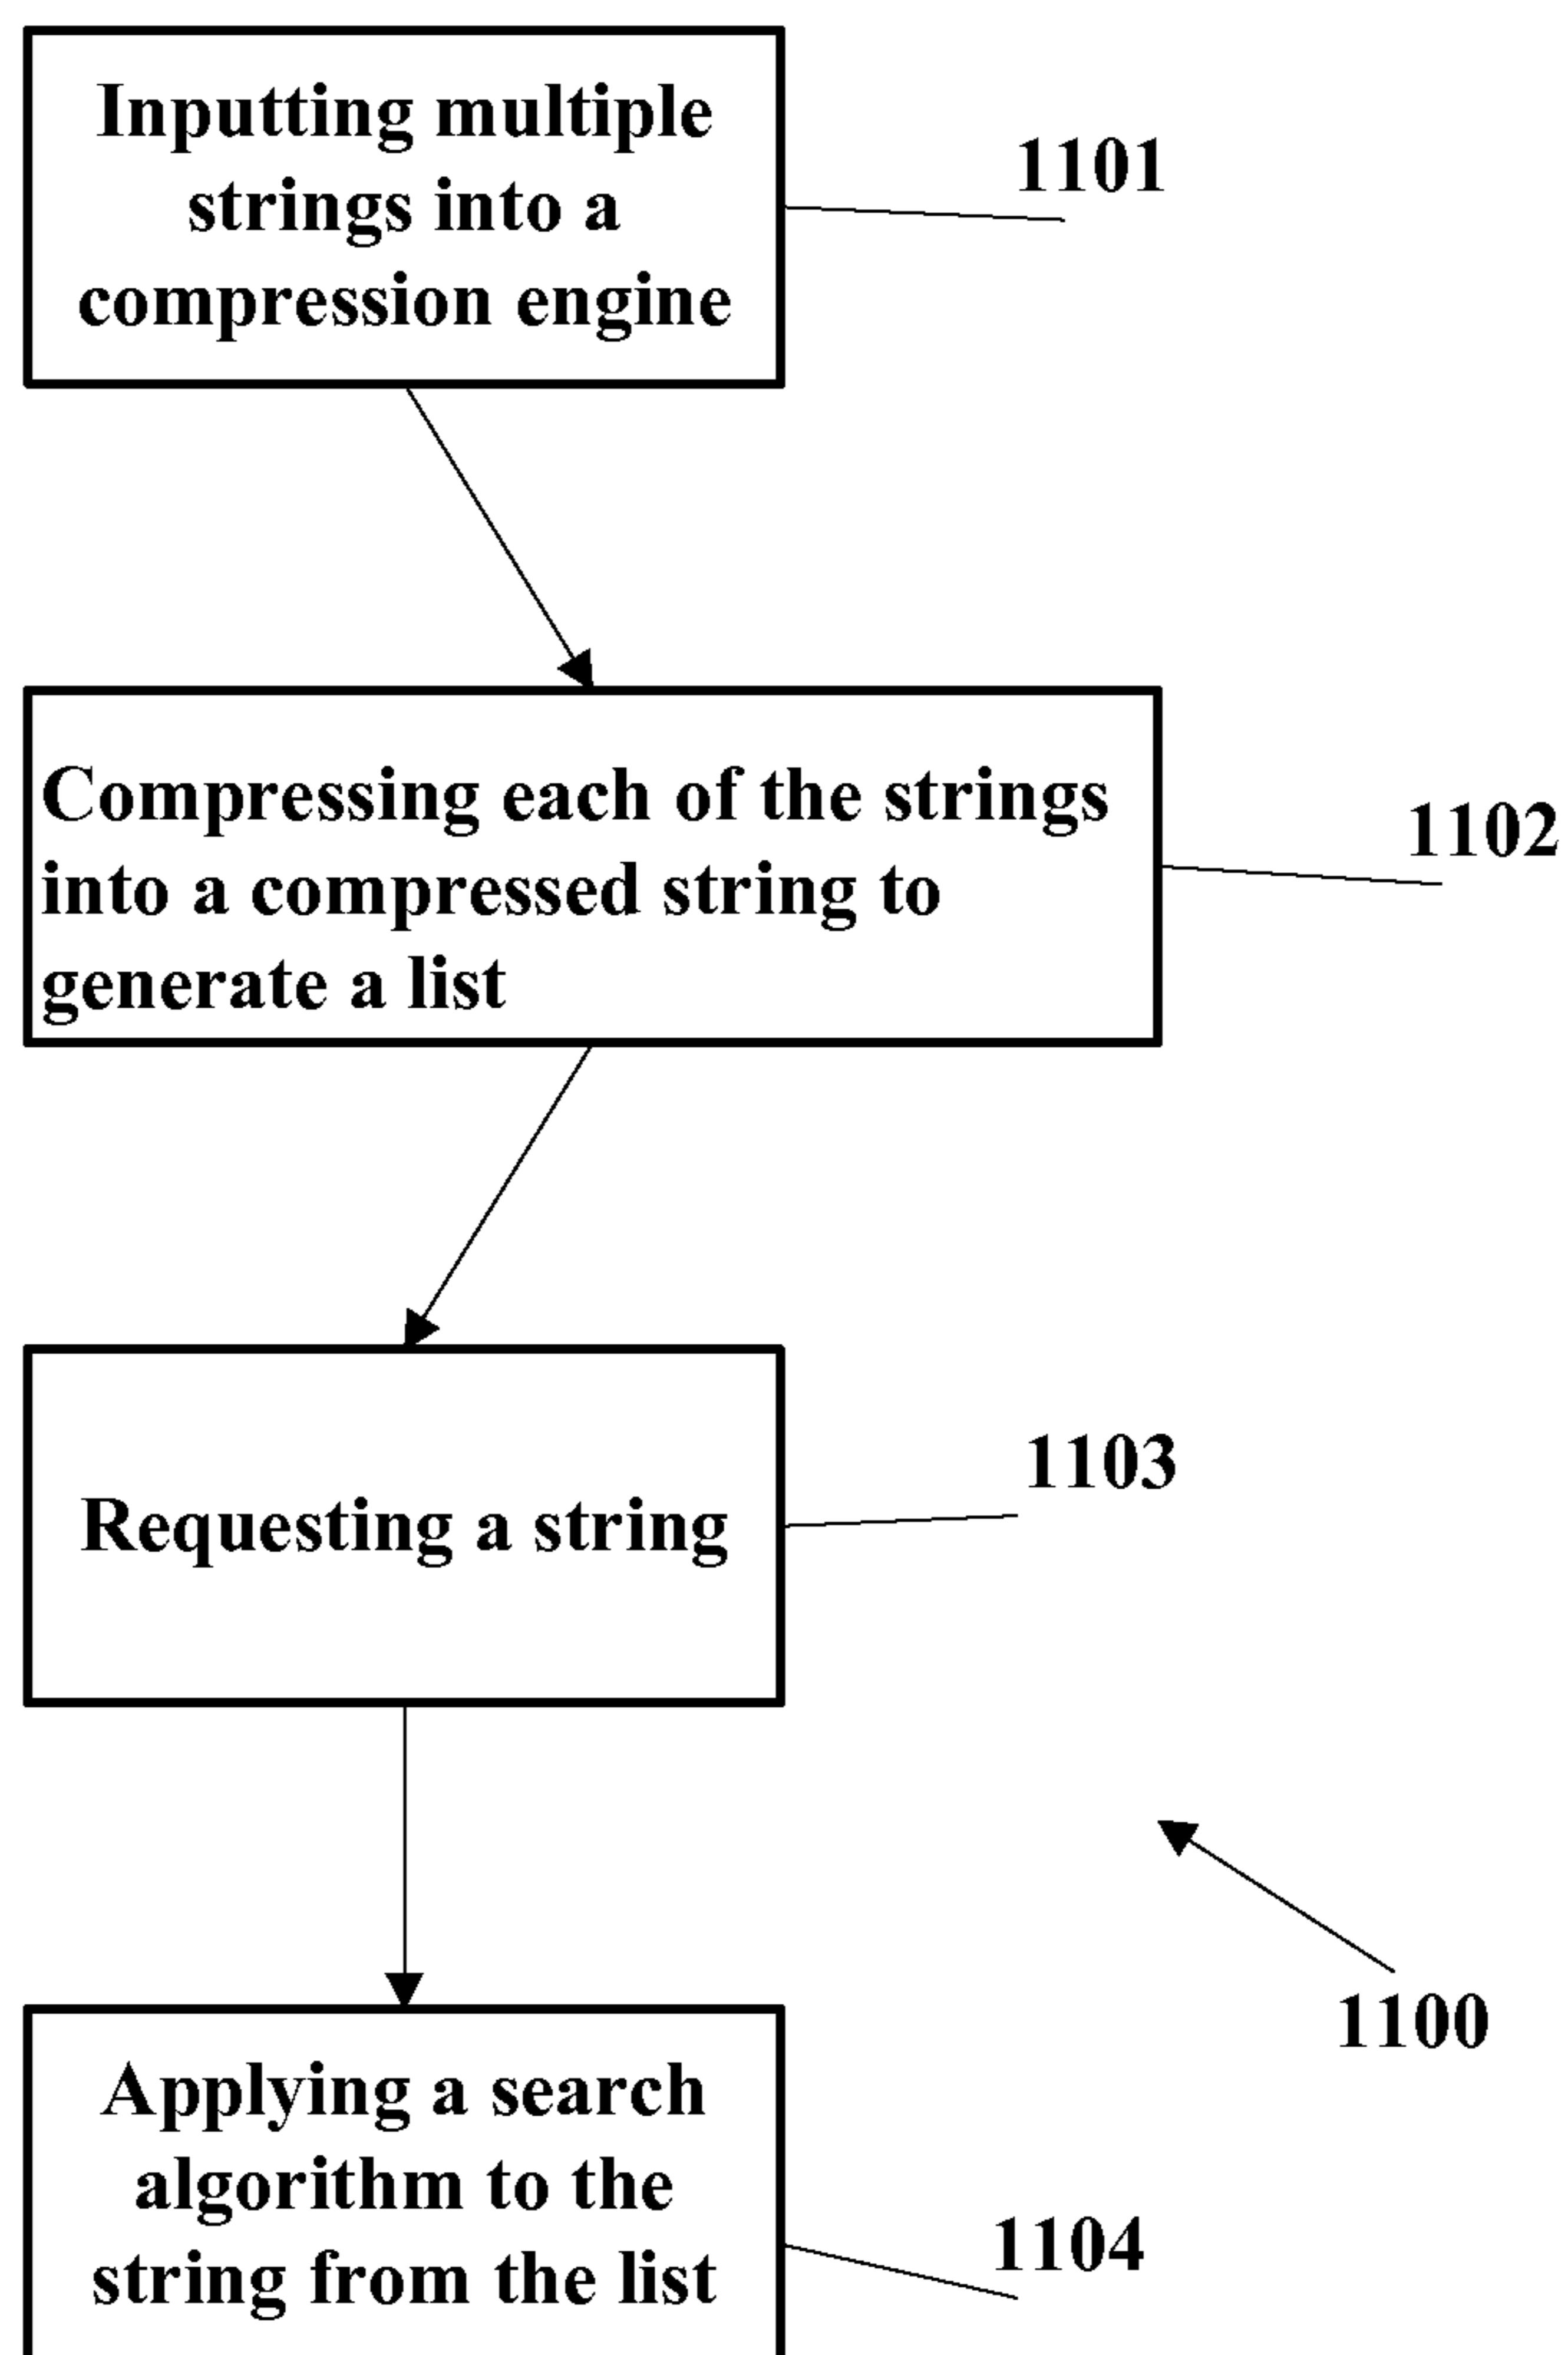 Inputting multiple
strings into a
compression engine
1101
Compressing each of the strings
into a compressed string to
generate a list
1102
Requesting a string
1103
1100
Applying a search
algorithm to the
string from the list
1104